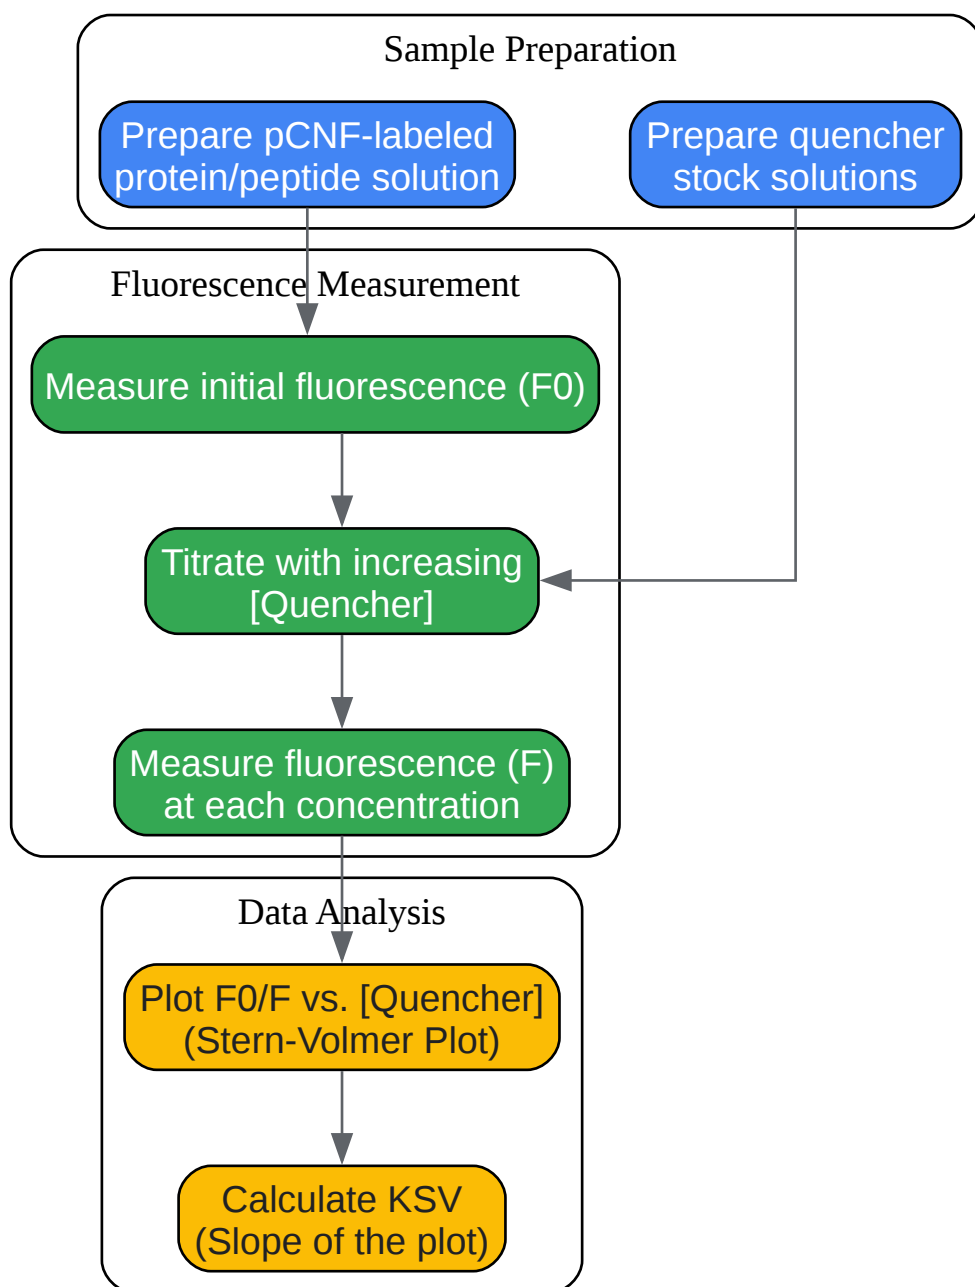 Sample Preparation
Prepare pCNF-labeled
protein/peptide solution
Prepare quencher
stock solutions
Fluorescence Measurement
Measure initial fluorescence (F0)
Titrate with increasing
[Quencher]
Measure fluorescence (F)
at each concentration
Data Analysis
Plot F0/F vs. [Quencher]
(Stern-Volmer Plot)
Calculate KSV
(Slope of the plot)